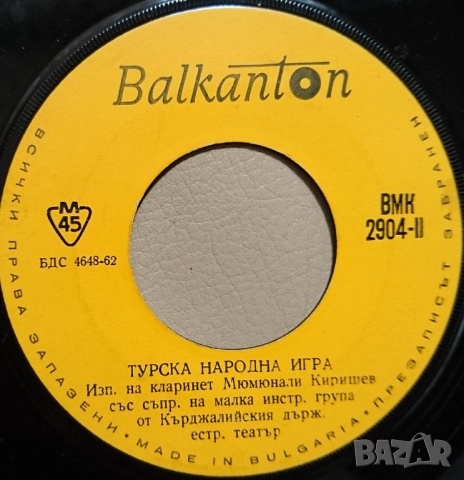 Balkanton
М
45
БДС 4648-62
ВМК
2904-II
ТУРСКА НАРОДНА ИГРА
Изп. на кларинет Мюмюнали Киришев
със съпр. на малка инстр. група
от Кърджалийския държ.
естр. театър
ВСИЧКИ ПРАВА ЗАПАЗЕНИ • MADE IN BULGARIA • ПРЕЗАПИСЪТ ЗАБРАНЕН
BAZAR